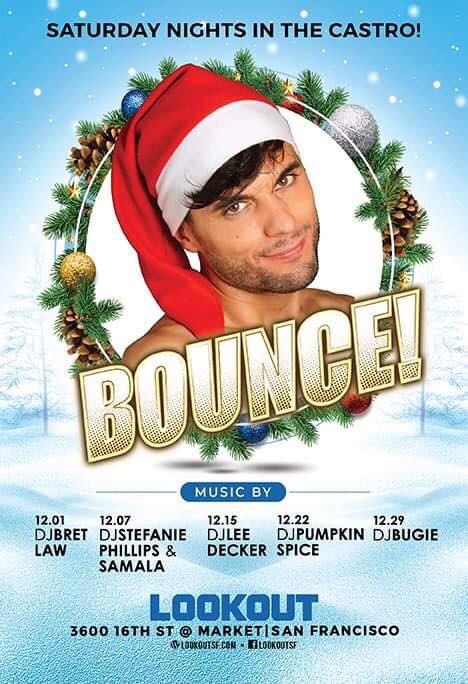 SATURDAY NIGHTS IN THE CASTRO!
BOUNCE!
MUSIC BY
12.01
DJBRET
LAW
12.07
DJSTEFANIE
PHILLIPS &
SAMALA
12.15
DJLEE
DECKER
12.22
DJPUMPKIN
SPICE
12.29
DJBUGIE
LOOKOUT
3600 16TH ST @ MARKET|SAN FRANCISCO
LOOKOUTSF.COM • LOOKOUTSF